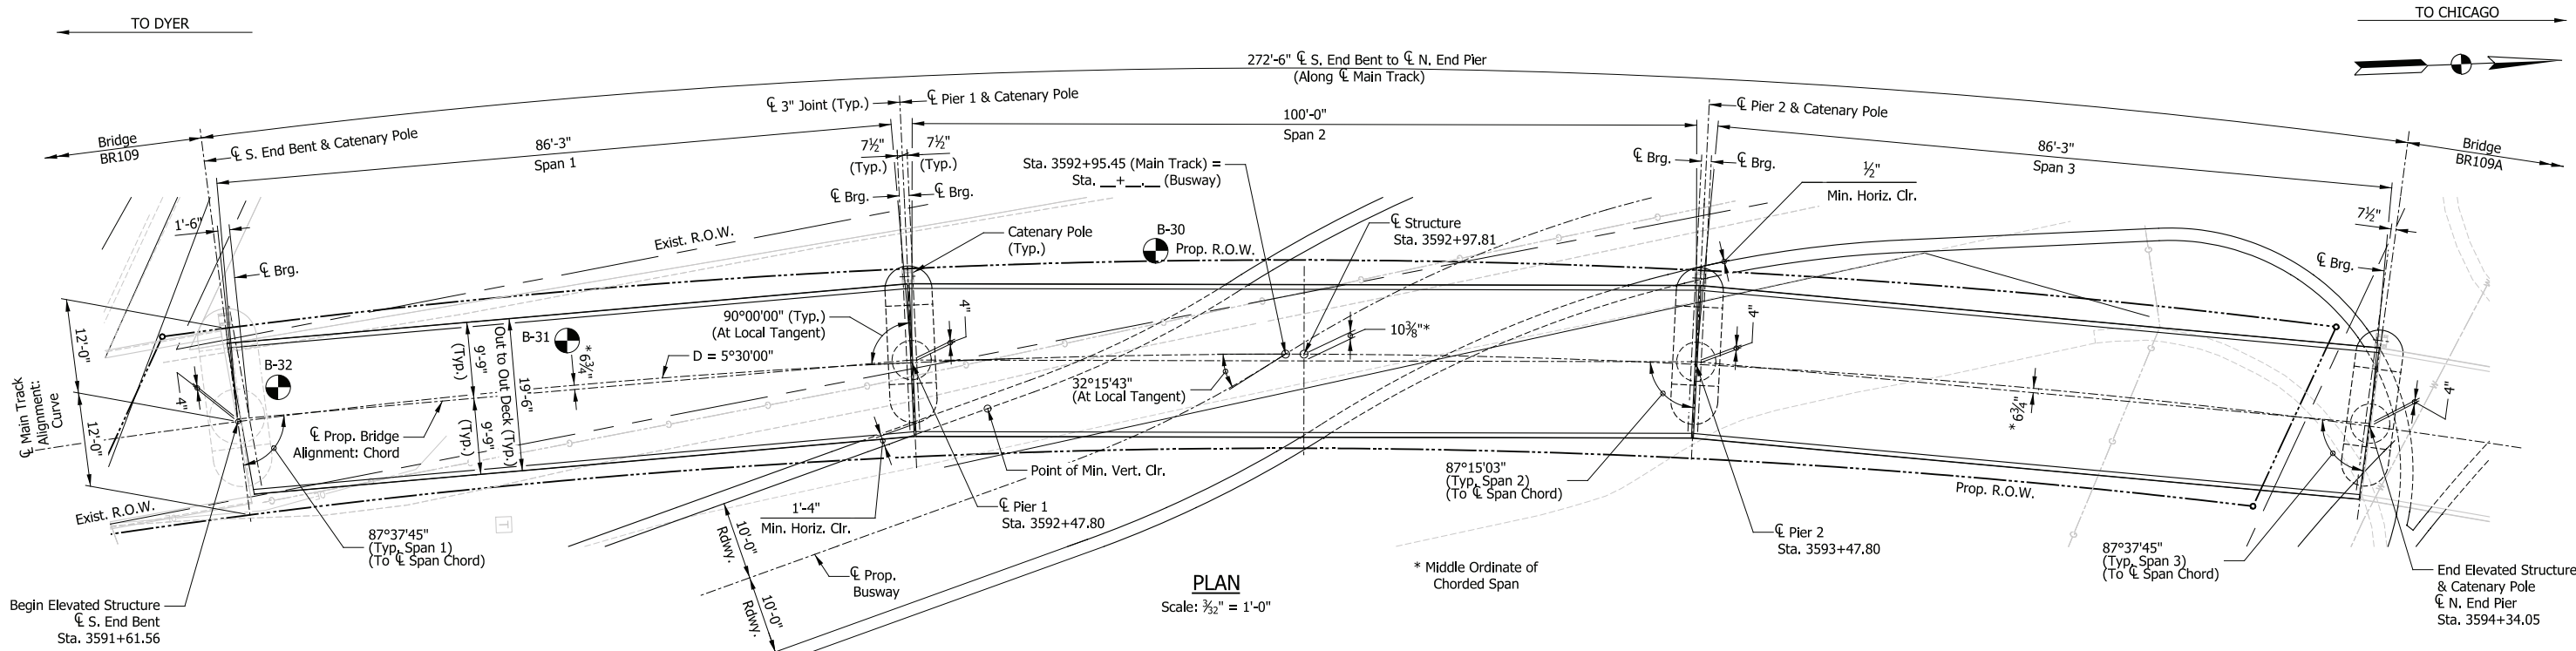 TO DYER
TO CHICAGO
272'-6" ℄ S. End Bent to ℄ N. End Pier
(Along ℄ Main Track)
℄ 3" Joint (Typ.)
℄ Pier 1 & Catenary Pole
℄ Pier 2 & Catenary Pole
Bridge
BR109
℄ S. End Bent & Catenary Pole
86'-3"
Span 1
7½"
(Typ.)
7½"
(Typ.)
100'-0"
Span 2
86'-3"
Span 3
Bridge
BR109A
Sta. 3592+95.45 (Main Track) =
Sta. __+__.__ (Busway)
℄ Brg.
℄ Brg.
℄ Brg.
℄ Brg.
½"
Min. Horiz. Clr.
1'-6"
℄ Brg.
Exist. R.O.W.
Catenary Pole
(Typ.)
B-30
Prop. R.O.W.
℄ Structure
Sta. 3592+97.81
7½"
℄ Brg.
12'-0"
12'-0"
℄ Main Track
Alignment:
Curve
4"
B-32
B-31
*6¾"
9'-9"
(Typ.)
9'-9"
(Typ.)
19'-6"
Out to Out Deck (Typ.)
90°00'00" (Typ.)
(At Local Tangent)
D = 5°30'00"
4"
10⅜"*
4"
32°15'43"
(At Local Tangent)
*6¾"
4"
℄ Prop. Bridge
Alignment: Chord
Point of Min. Vert. Clr.
Exist. R.O.W.
87°37'45"
(Typ. Span 1)
(To ℄ Span Chord)
1'-4"
Min. Horiz. Clr.
℄ Pier 1
Sta. 3592+47.80
87°15'03"
(Typ. Span 2)
(To ℄ Span Chord)
℄ Pier 2
Sta. 3593+47.80
Prop. R.O.W.
87°37'45"
(Typ. Span 3)
(To ℄ Span Chord)
10'-0"
Rdwy.
10'-0"
Rdwy.
℄ Prop.
Busway
* Middle Ordinate of
Chorded Span
Begin Elevated Structure
℄ S. End Bent
Sta. 3591+61.56
End Elevated Structure
& Catenary Pole
℄ N. End Pier
Sta. 3594+34.05
PLAN
Scale: 3⁄32" = 1'-0"